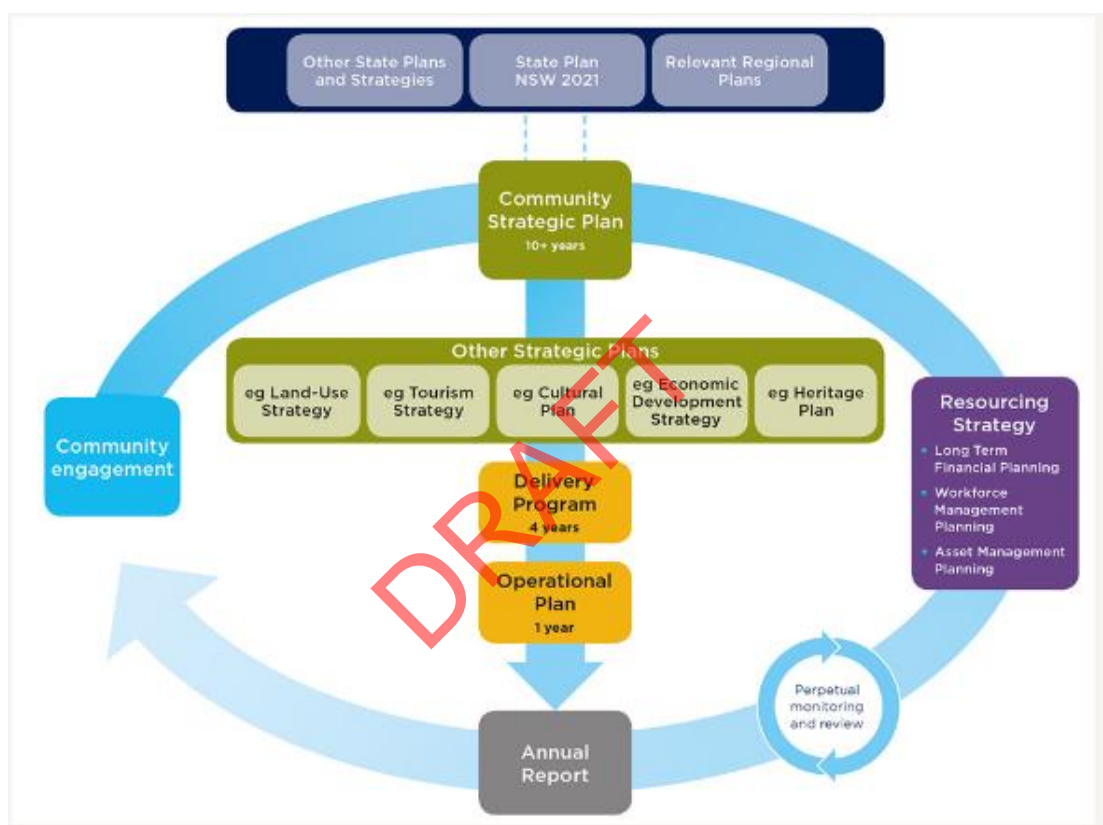 Other State Plans
and Strategies
State Plan
NSW 2021
Relevant Regional
Plans
Community
Strategic Plan
10+ years
Other Strategic Plans
eg Land-Use
Strategy
eg Tourism
Strategy
eg Cultural
Plan
eg Economic
Development
Strategy
eg Heritage
Plan
Community
engagement
Resourcing
Strategy
• Long Term
Financial Planning
• Workforce
Management
Planning
• Asset Management
Planning
Delivery
Program
4 years
Operational
Plan
1 year
DRAFT
Perpetual
monitoring
and review
Annual
Report